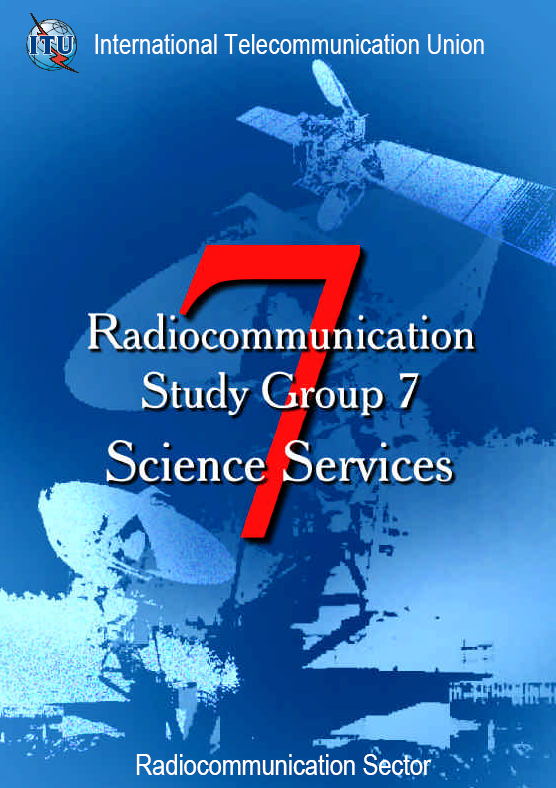 ITU
International Telecommunication Union
7
Radiocommunication
Study Group 7
Science Services
Radiocommunication Sector